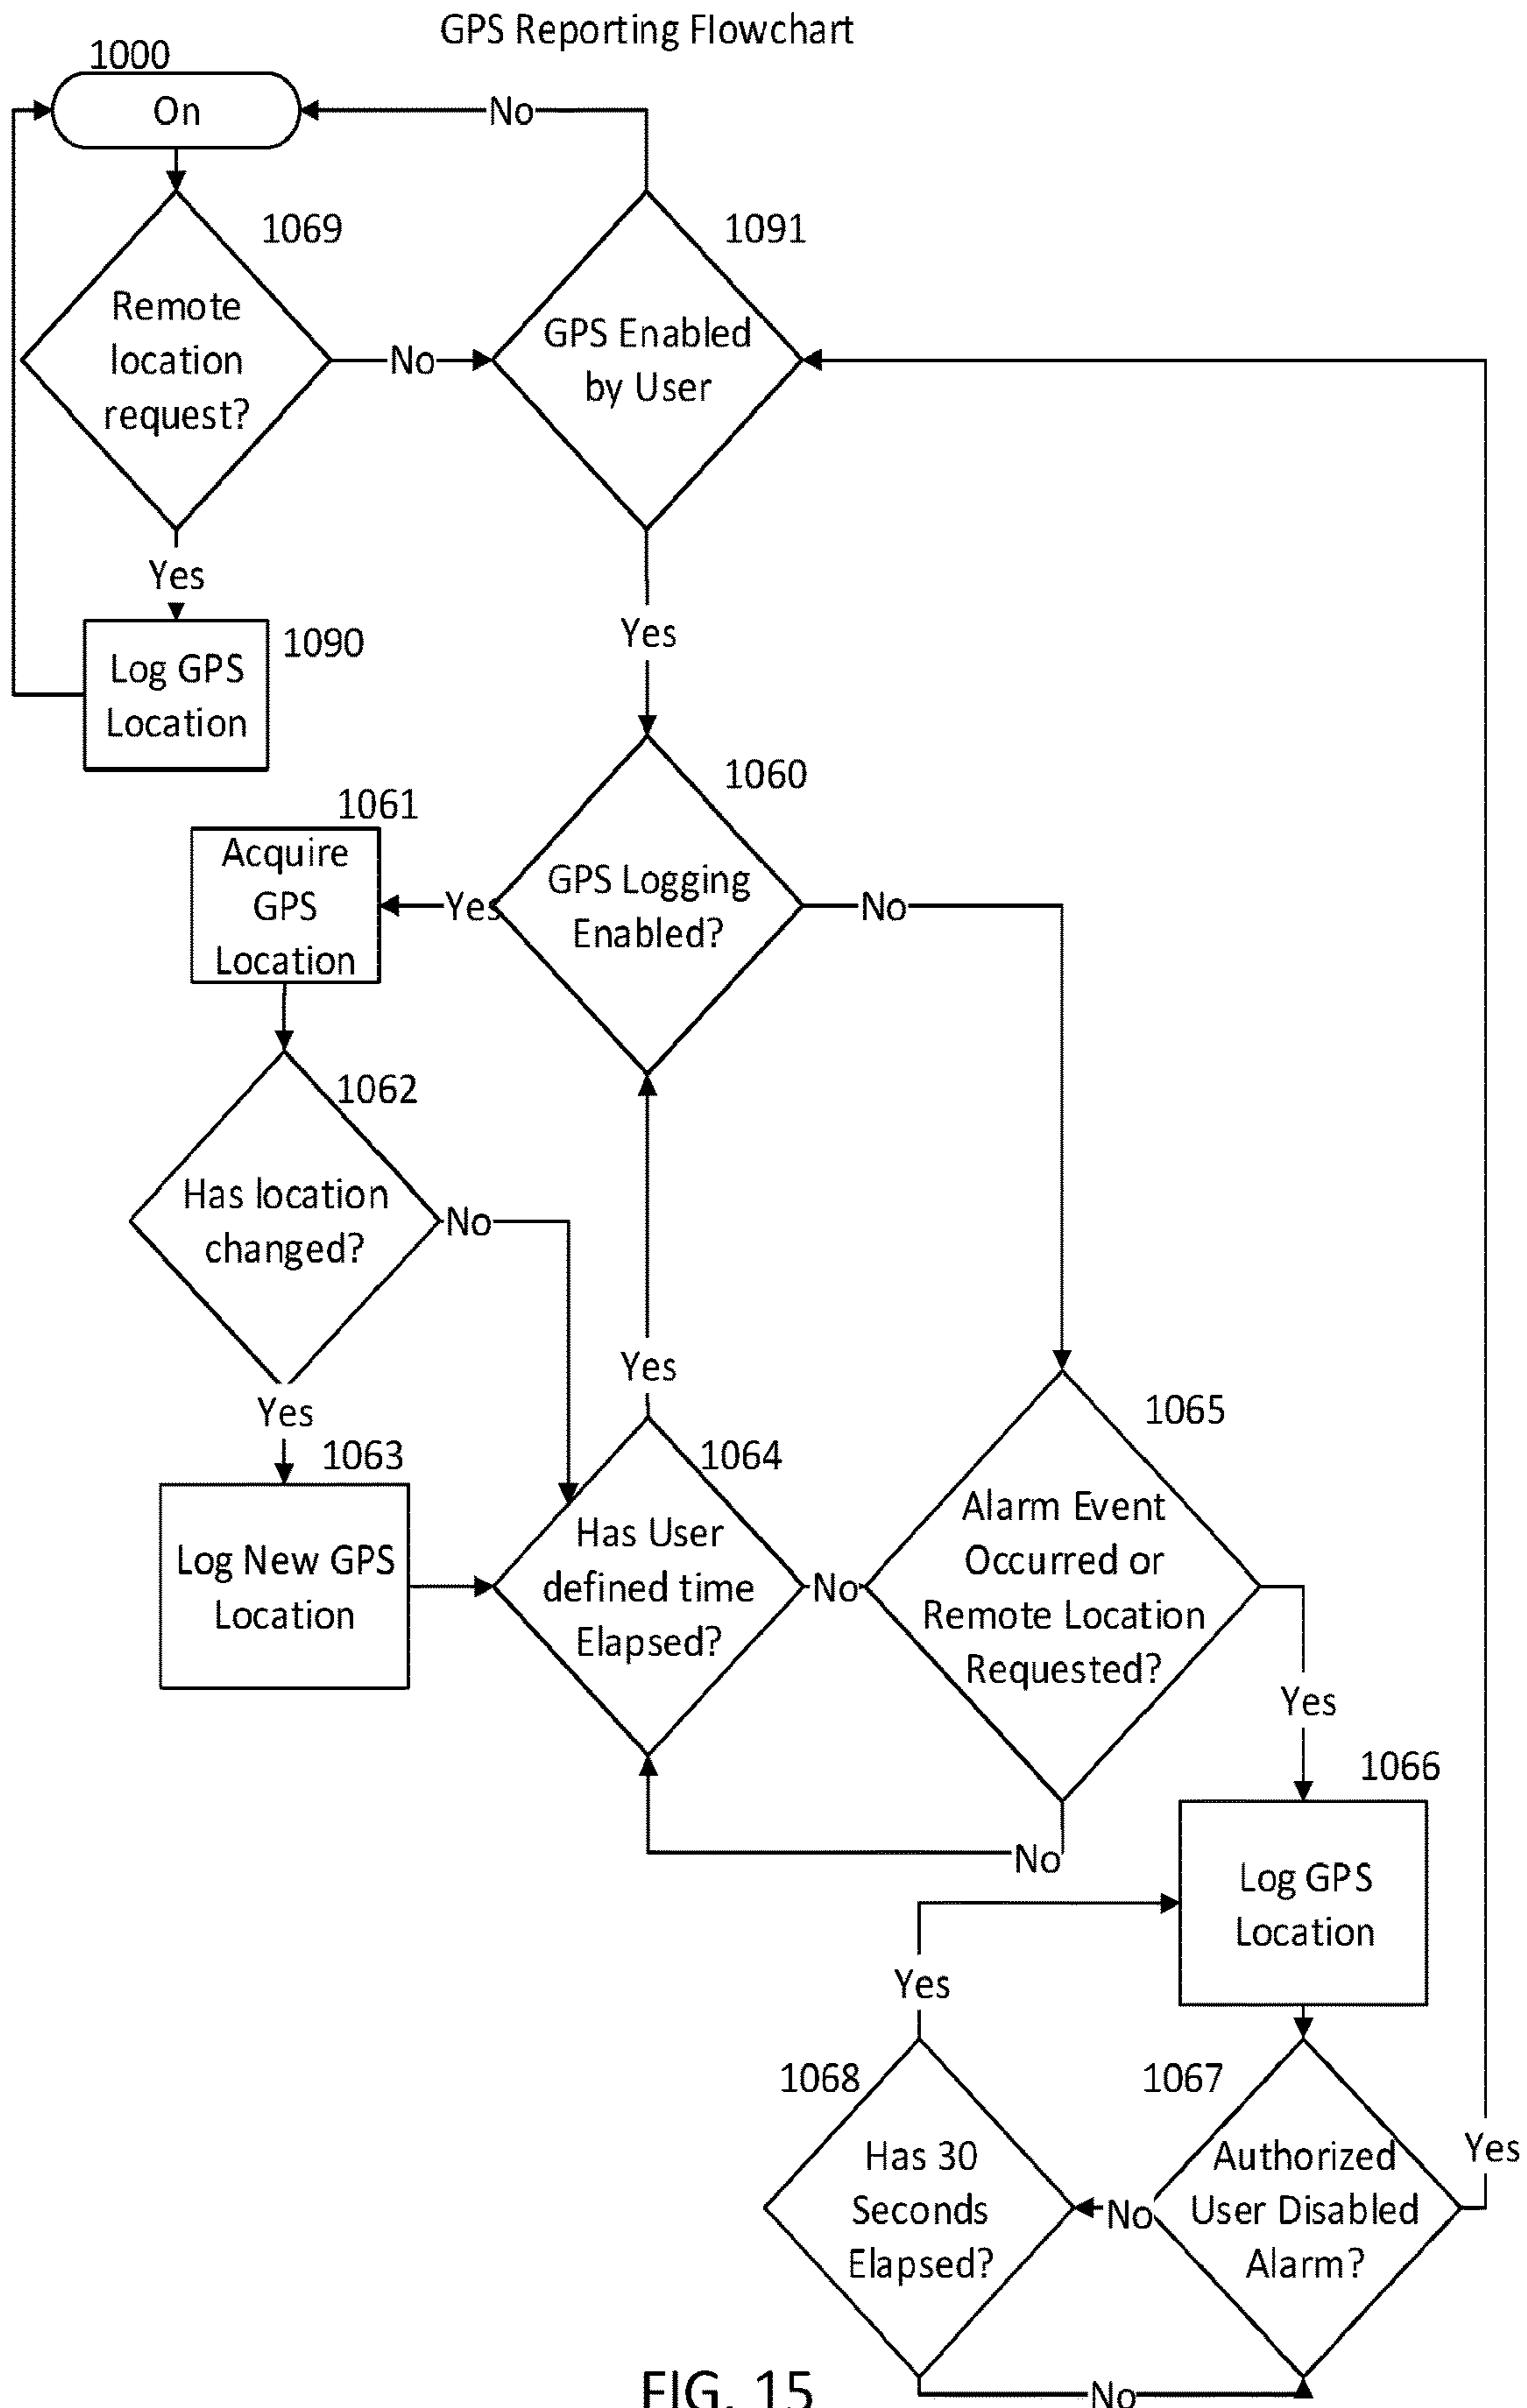 GPS Reporting Flowchart
1000
On
No
1069
1091
Remote
location
request?
No
GPS Enabled
by User
Yes
1090
Log GPS
Location
Yes
1060
1061
Acquire
GPS
Location
Yes
GPS Logging
Enabled?
No
1062
Has location
changed?
No
Yes
Yes
1063
1064
1065
Log New GPS
Location
Has User
defined time
Elapsed?
No
Alarm Event
Occurred or
Remote Location
Requested?
Yes
1066
No
Log GPS
Location
Yes
1068
1067
Has 30
Seconds
Elapsed?
No
Authorized
User Disabled
Alarm?
Yes
No
FIG. 15